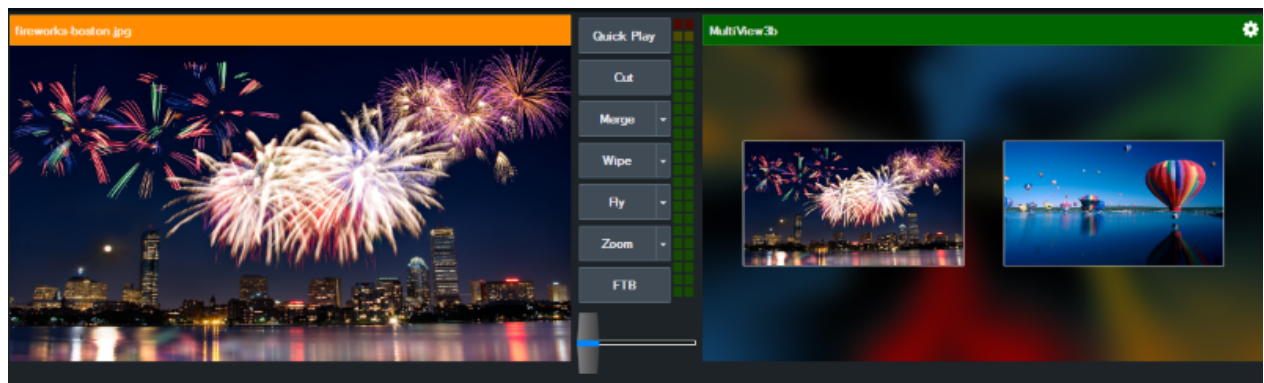 fireworks-boston.jpg
Quick Play
Cut
Merge
Wipe
Fly
Zoom
FTB
MultiView3b